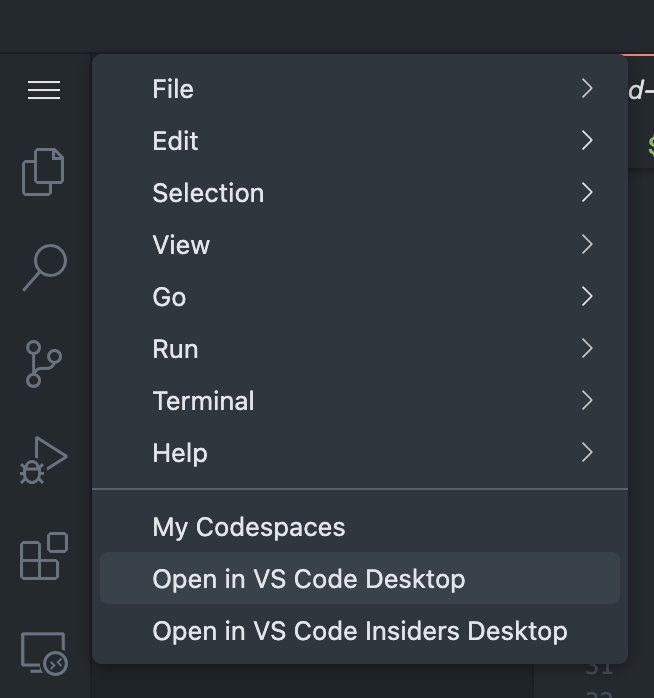 File
Edit
Selection
View
Go
Run
Terminal
Help
My Codespaces
Open in VS Code Desktop
Open in VS Code Insiders Desktop
d-
$
31